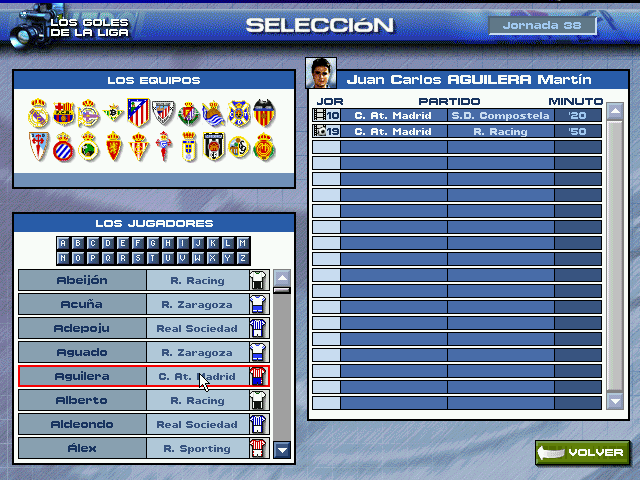 LOS GOLES
DE LA LIGA
SELECCIóN
Jornada 38
LOS EQUIPOS
LOS JUGADORES
A B C D E F G H I J K L M
N O P Q R S T U V W X Y Z
Abeijón R. Racing
Acuña R. Zaragoza
Adepoju Real Sociedad
Aguado R. Zaragoza
Aguilera C. At. Madrid
Alberto R. Racing
Aldeondo Real Sociedad
Álex R. Sporting
Juan Carlos AGUILERA Martín
JOR PARTIDO MINUTO
10 C. At. Madrid S.D. Compostela '20
19 C. At. Madrid R. Racing '50
VOLVER